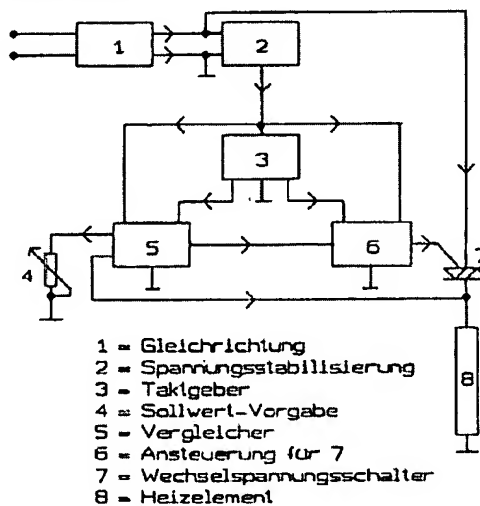 1
2
3
4
5
6
7
8
1 = Gleichrichtung
2 = Spannungsstabilisierung
3 = Taktgeber
4 = Sollwert-Vorgabe
5 = Vergleicher
6 = Ansteuerung für 7
7 = Wechselspannungsschalter
8 = Heizelement